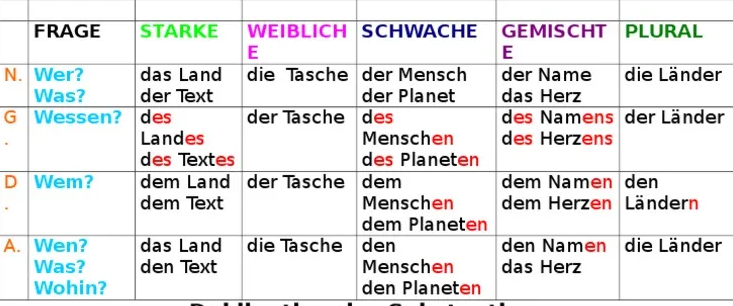 FRAGE STARKE WEIBLICH SCHWACHE GEMISCHT PLURAL
E E
N. Wer? das Land die Tasche der Mensch der Name die Länder
Was? der Text der Planet das Herz
G Wessen? des der Tasche des des Namens der Länder
. Landes Menschen des Herzens
des Textes des Planeten
D Wem? dem Land der Tasche dem dem Namen den
. dem Text Menschen dem Herzen Ländern
dem Planeten
A. Wen? das Land die Tasche den den Namen die Länder
Was? den Text Menschen das Herz
Wohin? den Planeten